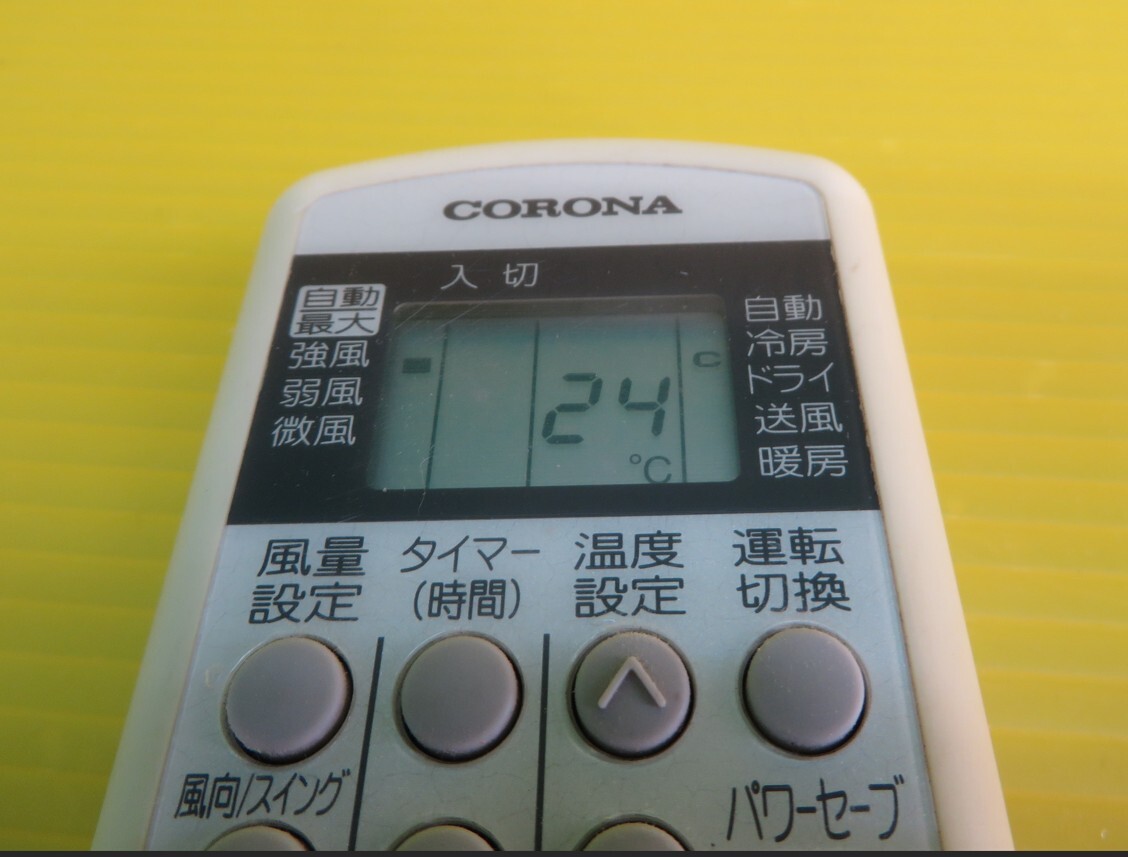 CORONA
入 切
自動
最大
強風
弱風
微風
C
24
℃
自動
冷房
ドライ
送風
暖房
風量
設定
タイマー
(時間)
温度
設定
運転
切換
風向/スイング
パワーセーブ